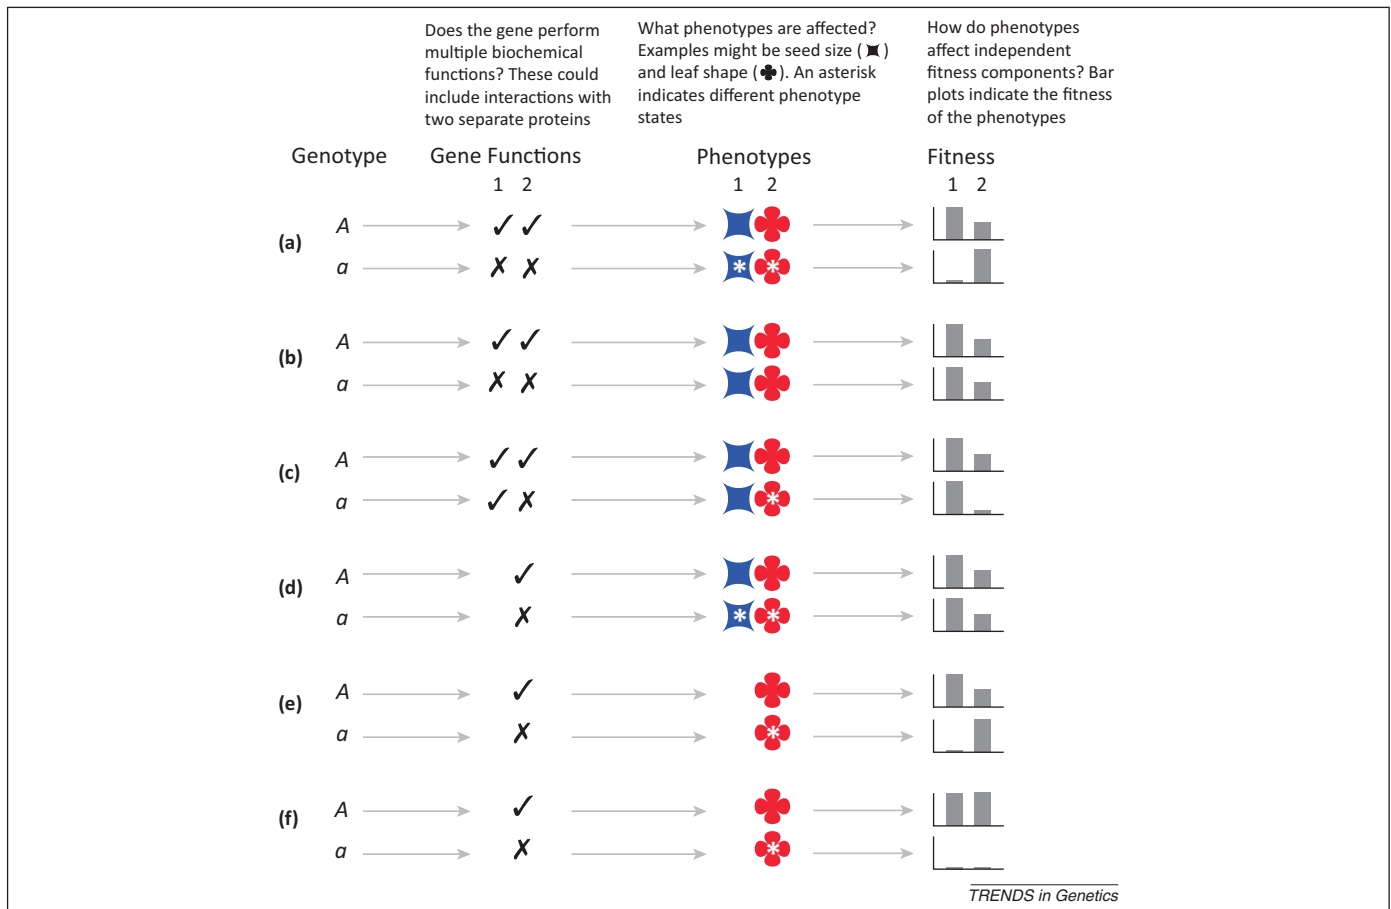 Does the gene perform
multiple biochemical
functions? These could
include interactions with
two separate proteins
What phenotypes are affected?
Examples might be seed size ( )
and leaf shape ( ). An asterisk
indicates different phenotype
states
How do phenotypes
affect independent
fitness components? Bar
plots indicate the fitness
of the phenotypes
Genotype Gene Functions Phenotypes Fitness
1 2 1 2 1 2
(a)
A ✓ ✓
a ✗ ✗ * *
(b)
A ✓ ✓
a ✗ ✗
(c)
A ✓ ✓
a ✓ ✗ *
(d)
A ✓
a ✗ * *
(e)
A ✓
a ✗ *
(f)
A ✓
a ✗ *
TRENDS in Genetics